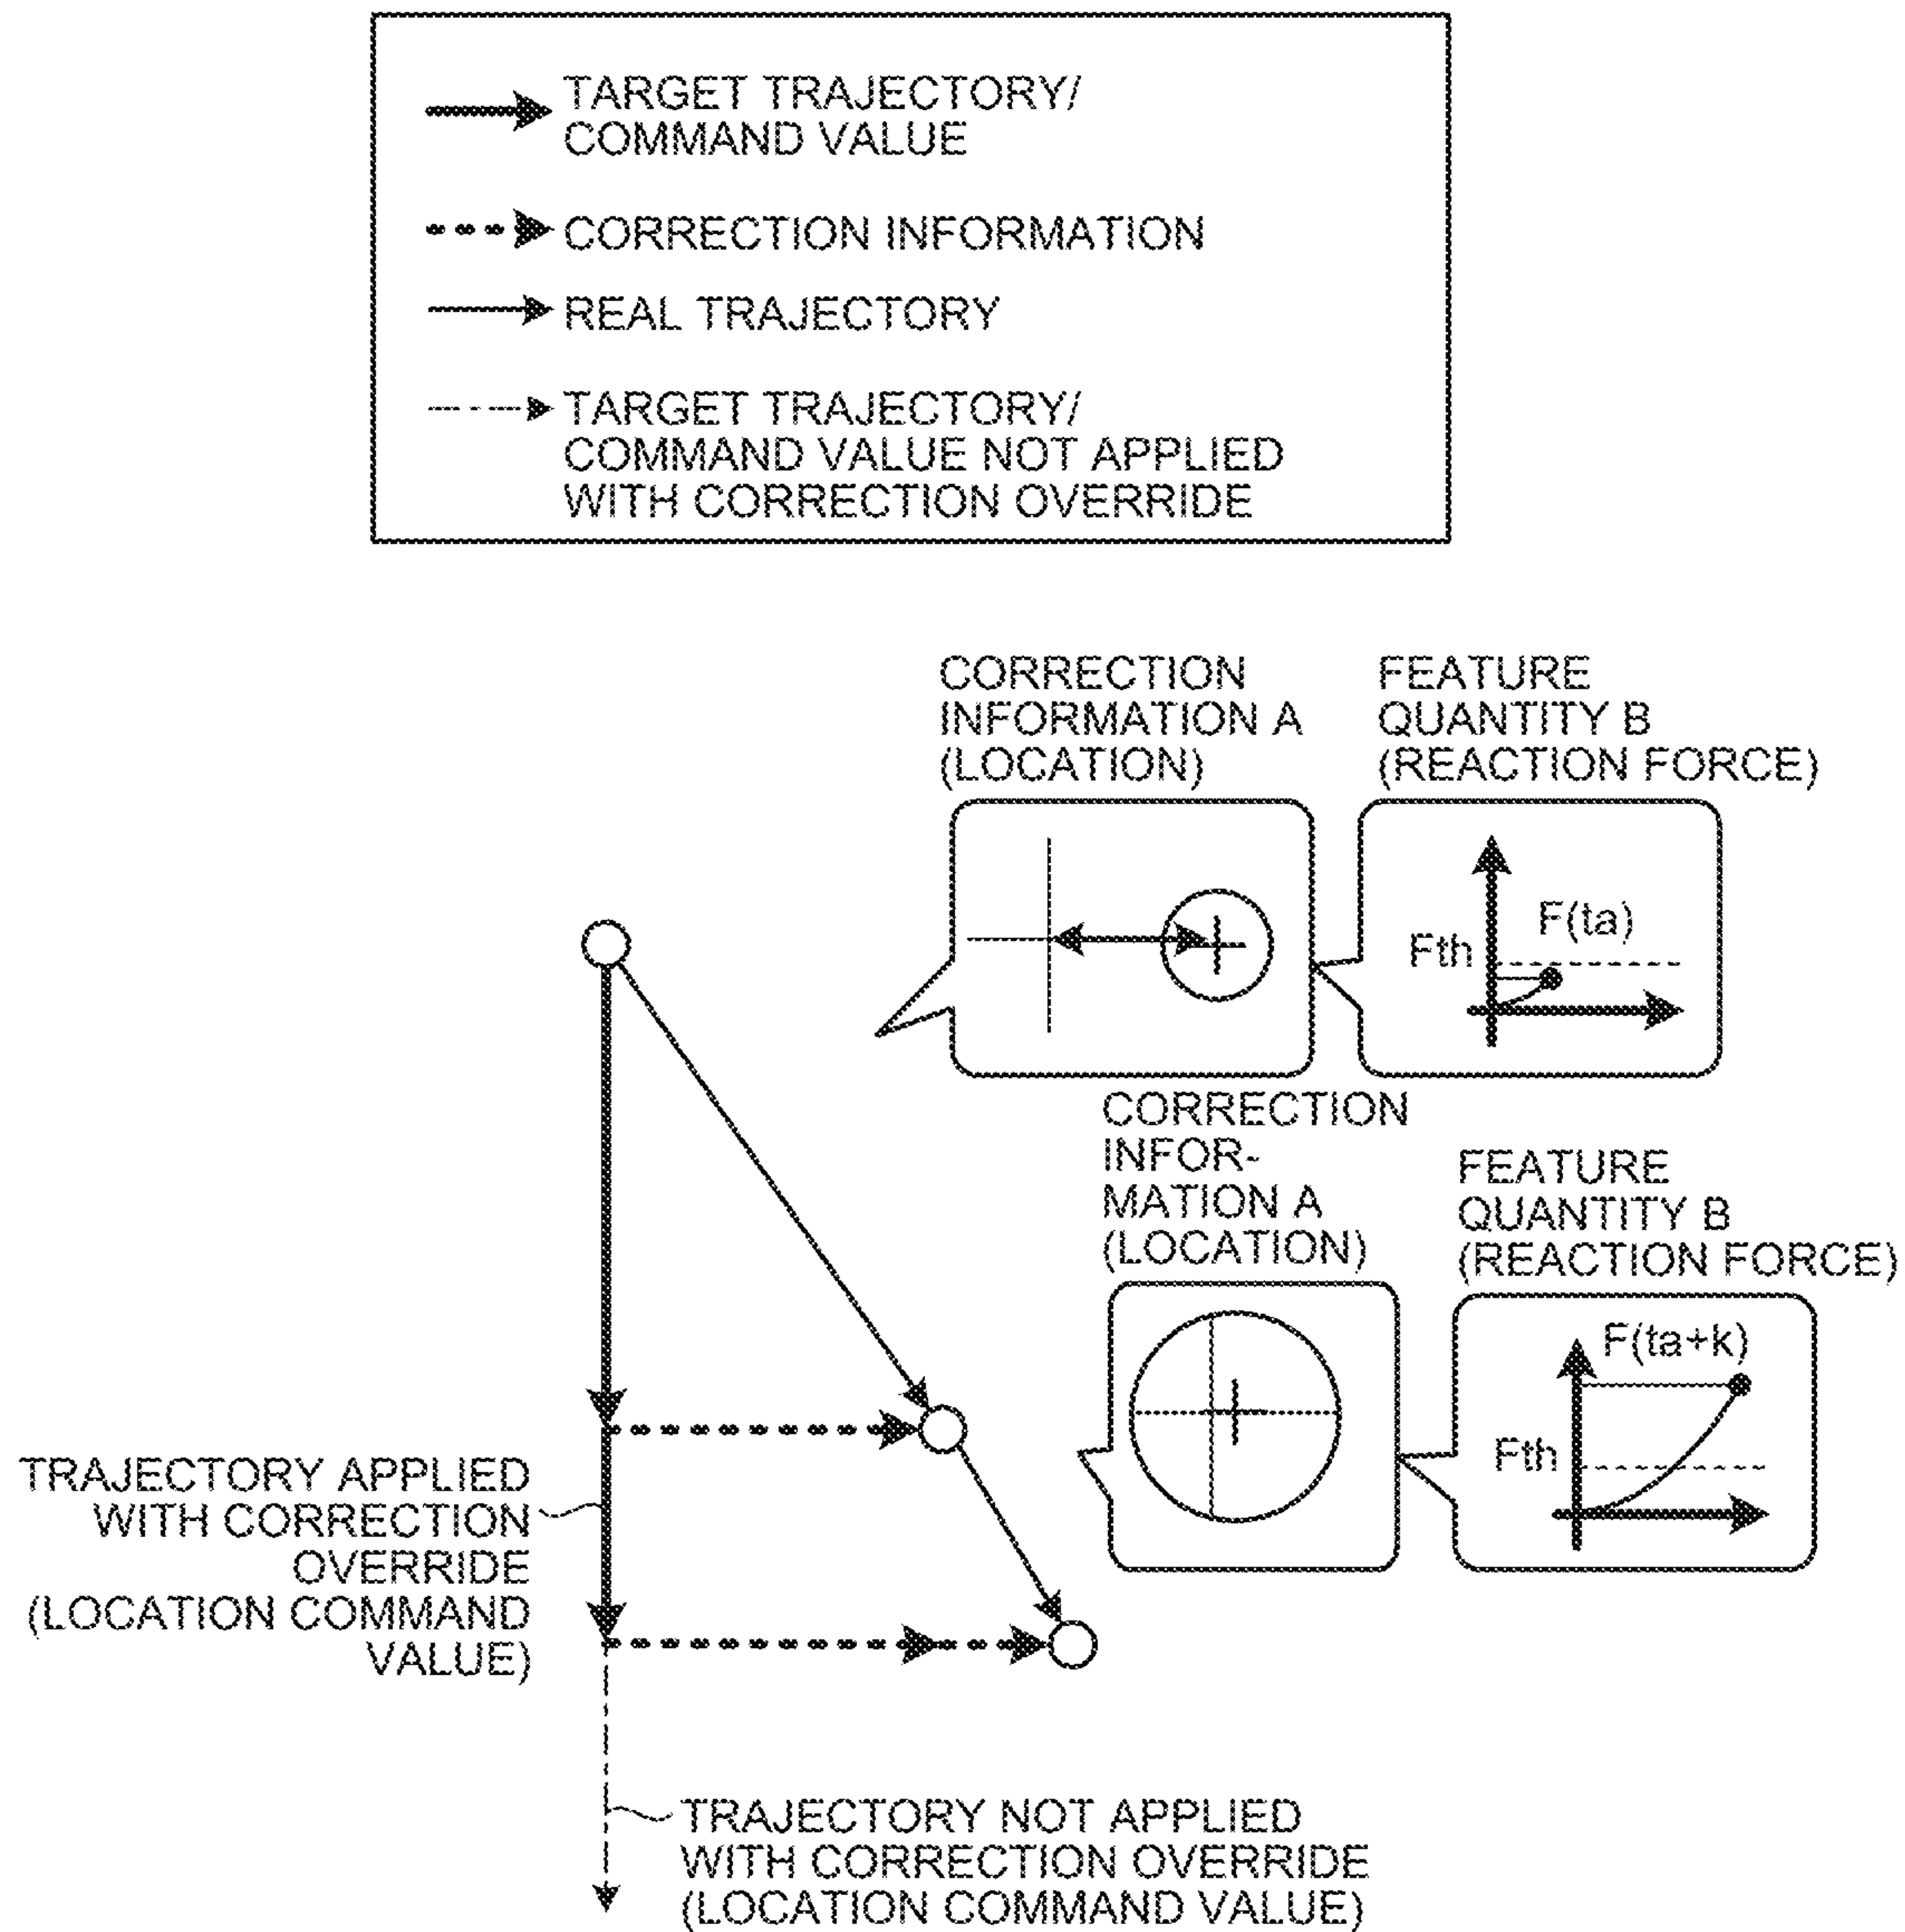 TARGET TRAJECTORY/
COMMAND VALUE
CORRECTION INFORMATION
REAL TRAJECTORY
TARGET TRAJECTORY/
COMMAND VALUE NOT APPLIED
WITH CORRECTION OVERRIDE
CORRECTION
INFORMATION A
(LOCATION)
FEATURE
QUANTITY B
(REACTION FORCE)
F(ta)
Fth
CORRECTION
INFOR-
MATION A
(LOCATION)
FEATURE
QUANTITY B
(REACTION FORCE)
F(ta+k)
Fth
TRAJECTORY APPLIED
WITH CORRECTION
OVERRIDE
(LOCATION COMMAND
VALUE)
TRAJECTORY NOT APPLIED
WITH CORRECTION OVERRIDE
(LOCATION COMMAND VALUE)